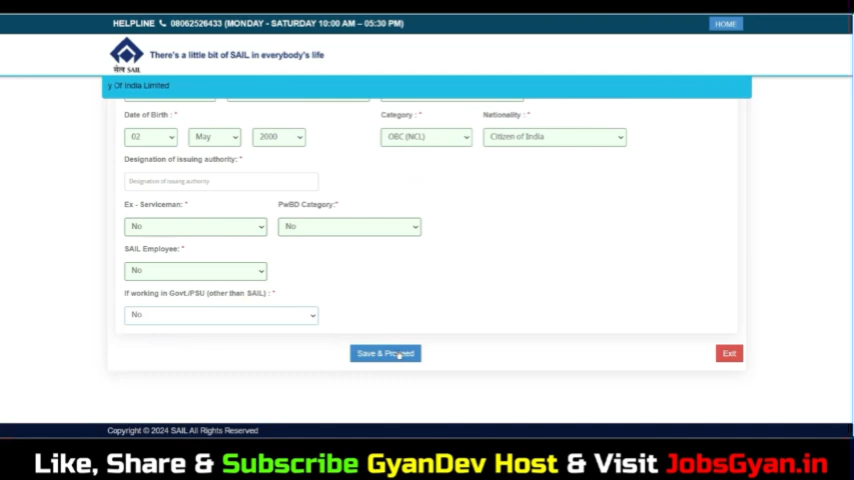 HELPLINE 08062526433 (MONDAY - SATURDAY 10:00 AM – 05:30 PM)
HOME
There's a little bit of SAIL in everybody's life
सेल SAIL
y Of India Limited
Date of Birth : *
Category : *
Nationality : *
02
May
2000
OBC (NCL)
Citizen of India
Designation of issuing authority: *
Designation of issuing authority
Ex - Serviceman: *
PwBD Category:*
No
No
SAIL Employee: *
No
If working in Govt./PSU (other than SAIL) : *
No
Save & Proceed
Exit
Copyright © 2024 SAIL All Rights Reserved
Like, Share & Subscribe GyanDev Host & Visit JobsGyan.in